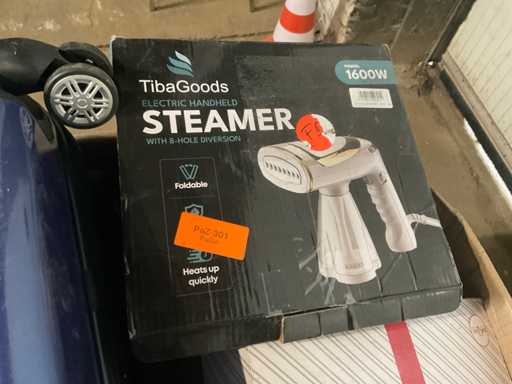 TibaGoods
ELECTRIC HANDHELD
STEAMER
WITH 8-HOLE DIVERSION
1600W
Foldable
PaZ-301
Heats up
quickly